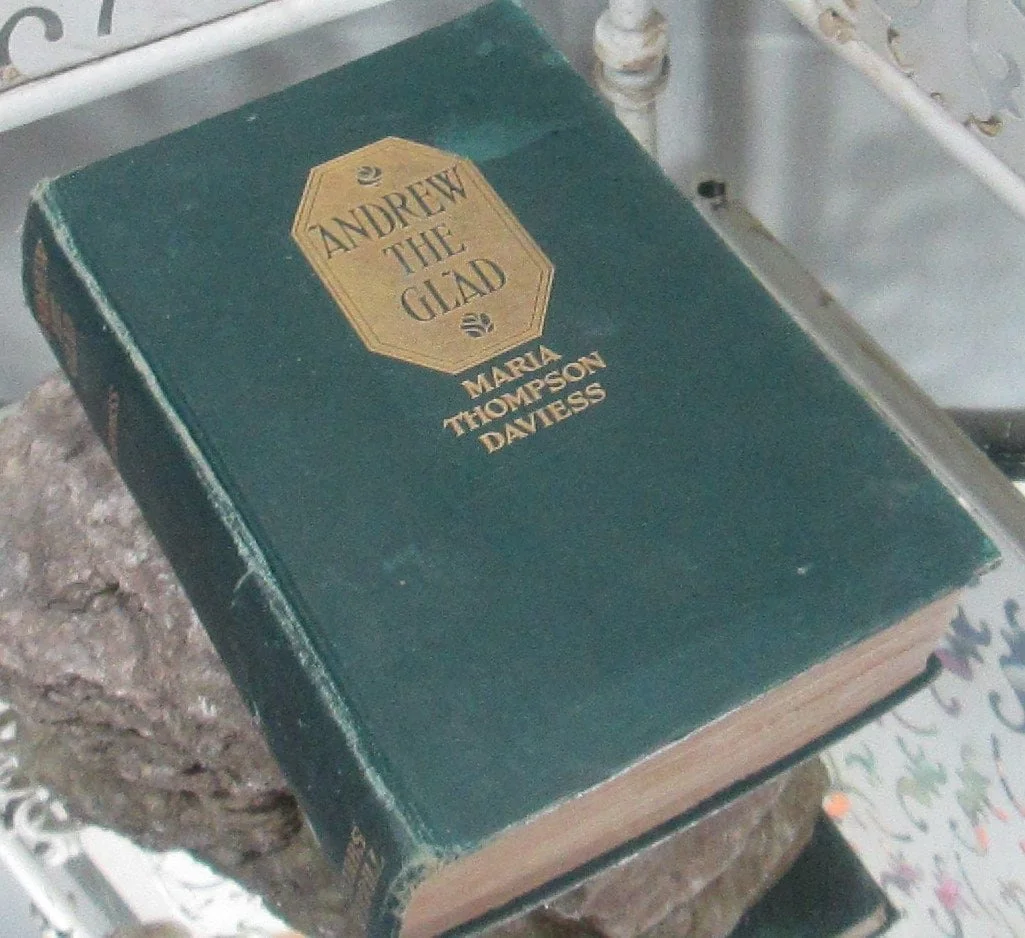 ANDREW
THE
GLAD
MARIA
THOMPSON
DAVIESS